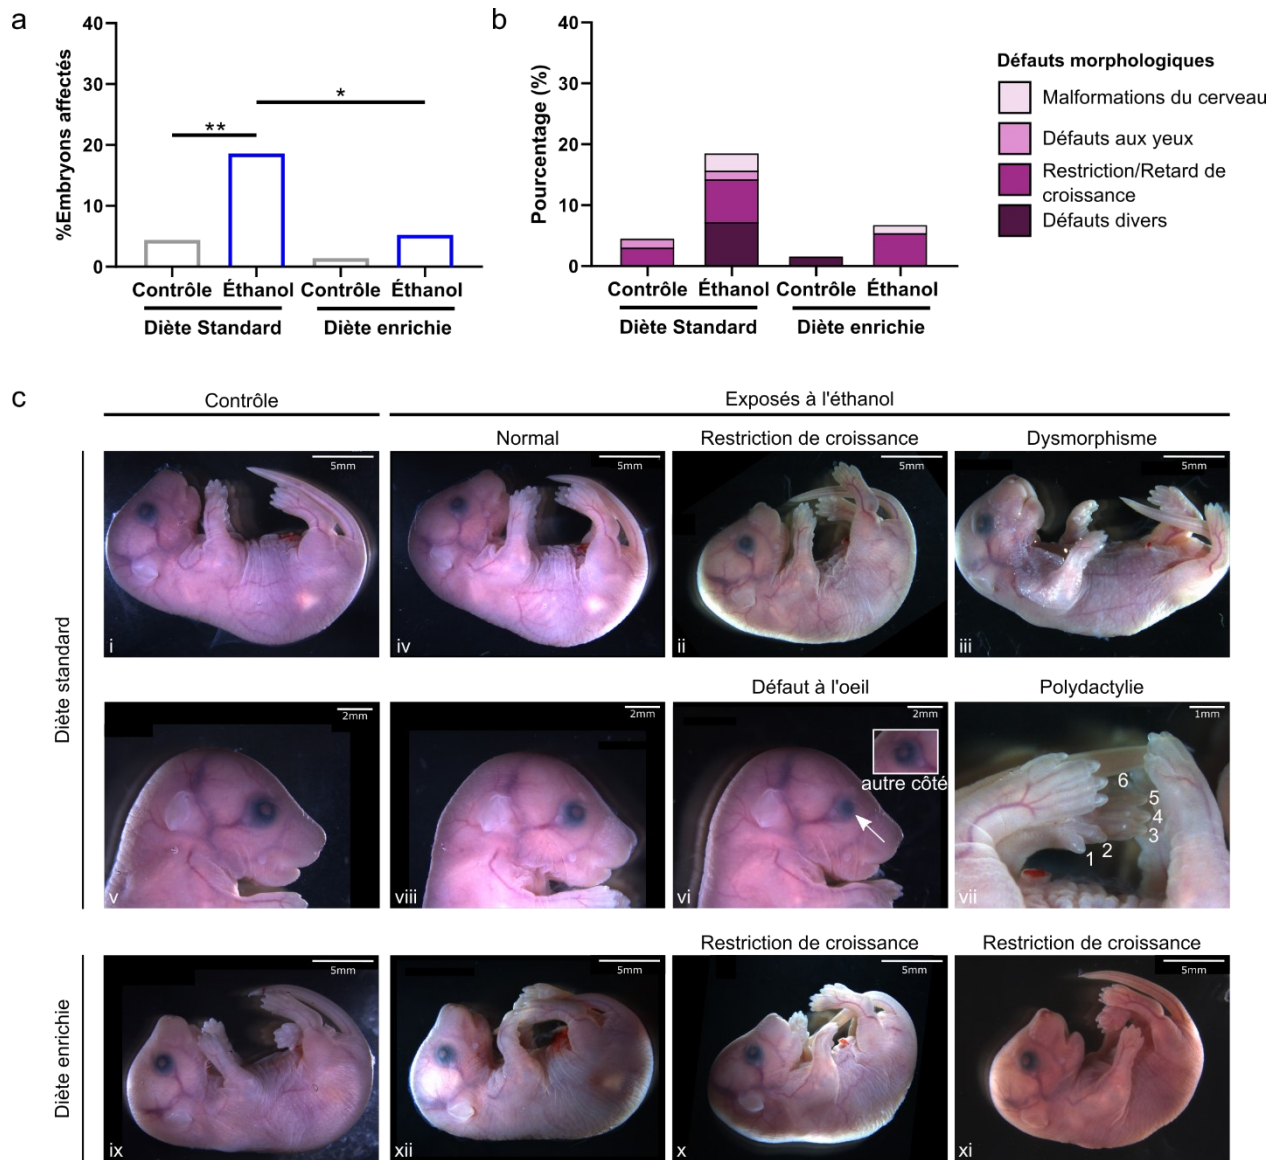 a
40
30
20
10
0
%Embryons affectés
**
*
Contrôle Éthanol Contrôle Éthanol
Diète Standard Diète enrichie
b
40
30
20
10
0
Pourcentage (%)
Contrôle Éthanol Contrôle Éthanol
Diète Standard Diète enrichie
Défauts morphologiques
Malformations du cerveau
Défauts aux yeux
Restriction/Retard de
croissance
Défauts divers
c
Contrôle Exposés à l'éthanol
Normal Restriction de croissance Dysmorphisme
Diète standard
5mm 5mm 5mm 5mm
i iv ii iii
Défaut à l'oeil Polydactylie
2mm 2mm 2mm 1mm
autre côté
6
5
4
3
2
1
v viii vi vii
Restriction de croissance Restriction de croissance
Diète enrichie
5mm 5mm 5mm 5mm
ix xii x xi